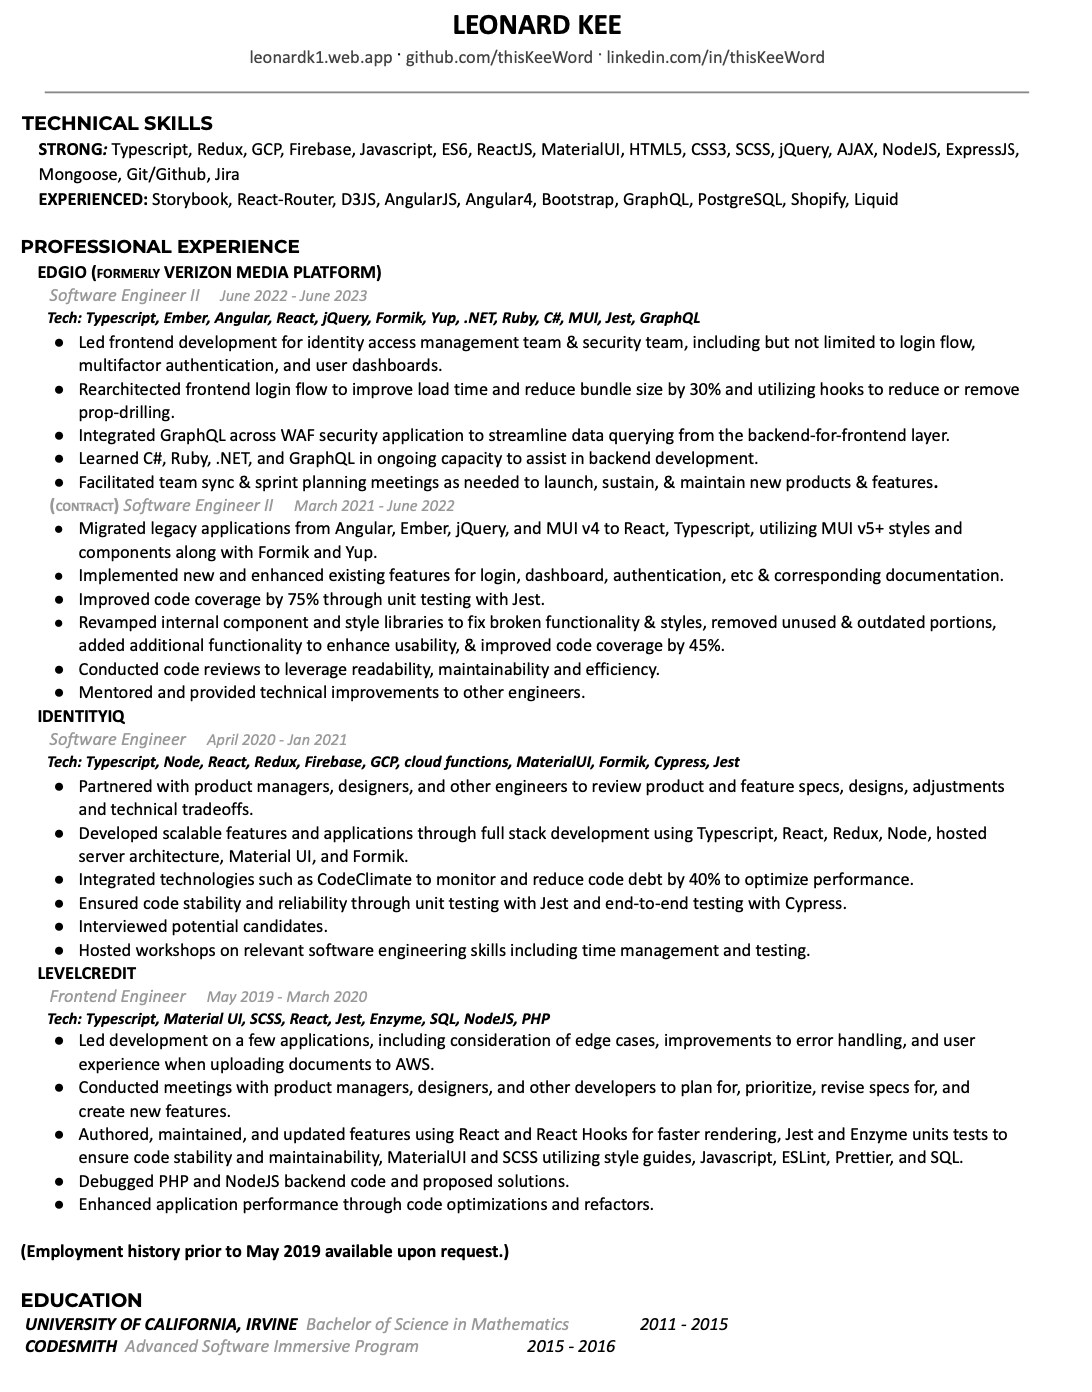 LEONARD KEE
leonardk1.web.app · github.com/thisKeeWord · linkedin.com/in/thisKeeWord
TECHNICAL SKILLS
STRONG: Typescript, Redux, GCP, Firebase, Javascript, ES6, ReactJS, MaterialUI, HTML5, CSS3, SCSS, jQuery, AJAX, NodeJS, ExpressJS,
Mongoose, Git/Github, Jira
EXPERIENCED: Storybook, React-Router, D3JS, AngularJS, Angular4, Bootstrap, GraphQL, PostgreSQL, Shopify, Liquid
PROFESSIONAL EXPERIENCE
EDGIO (FORMERLY VERIZON MEDIA PLATFORM)
Software Engineer II June 2022 - June 2023
Tech: Typescript, Ember, Angular, React, jQuery, Formik, Yup, .NET, Ruby, C#, MUI, Jest, GraphQL
● Led frontend development for identity access management team & security team, including but not limited to login flow,
multifactor authentication, and user dashboards.
● Rearchitected frontend login flow to improve load time and reduce bundle size by 30% and utilizing hooks to reduce or remove
prop-drilling.
● Integrated GraphQL across WAF security application to streamline data querying from the backend-for-frontend layer.
● Learned C#, Ruby, .NET, and GraphQL in ongoing capacity to assist in backend development.
● Facilitated team sync & sprint planning meetings as needed to launch, sustain, & maintain new products & features.
(CONTRACT) Software Engineer II March 2021 - June 2022
● Migrated legacy applications from Angular, Ember, jQuery, and MUI v4 to React, Typescript, utilizing MUI v5+ styles and
components along with Formik and Yup.
● Implemented new and enhanced existing features for login, dashboard, authentication, etc & corresponding documentation.
● Improved code coverage by 75% through unit testing with Jest.
● Revamped internal component and style libraries to fix broken functionality & styles, removed unused & outdated portions,
added additional functionality to enhance usability, & improved code coverage by 45%.
● Conducted code reviews to leverage readability, maintainability and efficiency.
● Mentored and provided technical improvements to other engineers.
IDENTITYIQ
Software Engineer April 2020 - Jan 2021
Tech: Typescript, Node, React, Redux, Firebase, GCP, cloud functions, MaterialUI, Formik, Cypress, Jest
● Partnered with product managers, designers, and other engineers to review product and feature specs, designs, adjustments
and technical tradeoffs.
● Developed scalable features and applications through full stack development using Typescript, React, Redux, Node, hosted
server architecture, Material UI, and Formik.
● Integrated technologies such as CodeClimate to monitor and reduce code debt by 40% to optimize performance.
● Ensured code stability and reliability through unit testing with Jest and end-to-end testing with Cypress.
● Interviewed potential candidates.
● Hosted workshops on relevant software engineering skills including time management and testing.
LEVELCREDIT
Frontend Engineer May 2019 - March 2020
Tech: Typescript, Material UI, SCSS, React, Jest, Enzyme, SQL, NodeJS, PHP
● Led development on a few applications, including consideration of edge cases, improvements to error handling, and user
experience when uploading documents to AWS.
● Conducted meetings with product managers, designers, and other developers to plan for, prioritize, revise specs for, and
create new features.
● Authored, maintained, and updated features using React and React Hooks for faster rendering, Jest and Enzyme units tests to
ensure code stability and maintainability, MaterialUI and SCSS utilizing style guides, Javascript, ESLint, Prettier, and SQL.
● Debugged PHP and NodeJS backend code and proposed solutions.
● Enhanced application performance through code optimizations and refactors.
(Employment history prior to May 2019 available upon request.)
EDUCATION
UNIVERSITY OF CALIFORNIA, IRVINE Bachelor of Science in Mathematics 2011 - 2015
CODESMITH Advanced Software Immersive Program 2015 - 2016